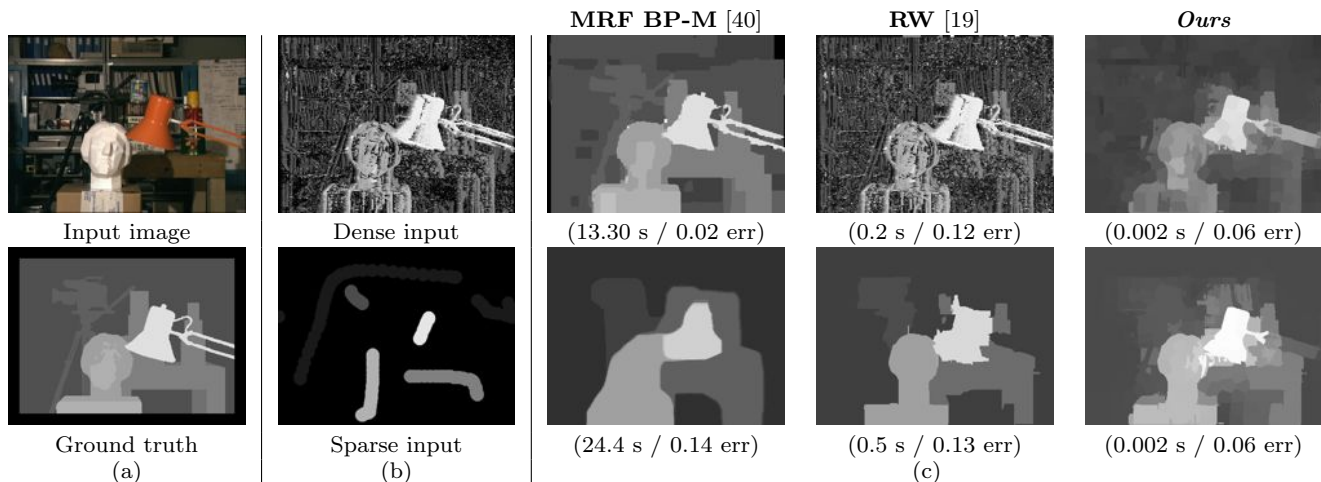 MRF BP-M [40] RW [19] Ours
Input image Dense input (13.30 s / 0.02 err) (0.2 s / 0.12 err) (0.002 s / 0.06 err)
Ground truth Sparse input (24.4 s / 0.14 err) (0.5 s / 0.13 err) (0.002 s / 0.06 err)
(a) (b) (c)